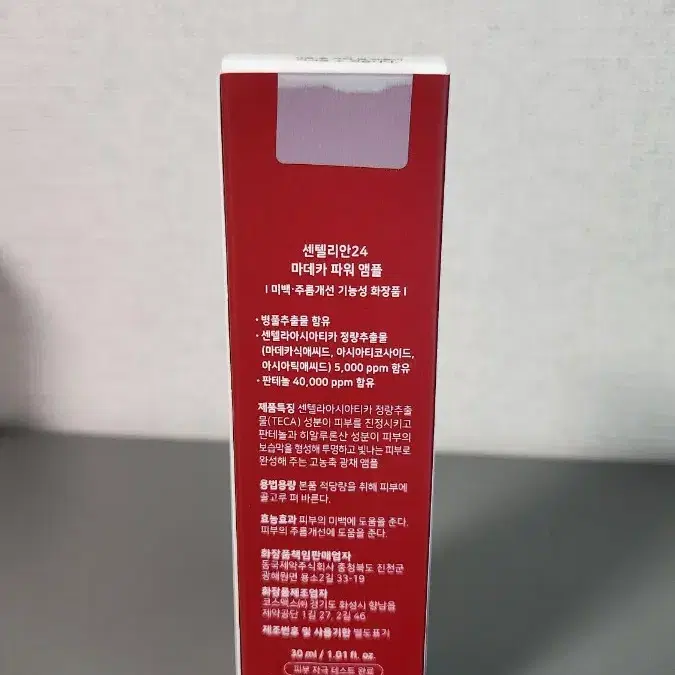 센텔리안24
마데카 파워 앰플
| 미백·주름개선 기능성 화장품 |
· 병풀추출물 함유
· 센텔라아시아티카 정량추출물
(마데카식애씨드, 아시아티코사이드,
아시아틱애씨드) 5,000 ppm 함유
· 판테놀 40,000 ppm 함유
제품특징 센텔라아시아티카 정량추출
물(TECA) 성분이 피부를 진정시키고
판테놀과 히알루론산 성분이 피부의
보습막을 형성해 투명하고 빛나는 피부로
완성해 주는 고농축 광채 앰플
용법용량 본품 적당량을 취해 피부에
골고루 펴 바른다.
효능효과 피부의 미백에 도움을 준다.
피부의 주름개선에 도움을 준다.
화장품책임판매업자
동국제약주식회사 충청북도 진천군
광혜원면 용소2길 33-19
화장품제조업자
코스맥스㈜ 경기도 화성시 향남읍
제약공단 1길 27, 2길 46
제조번호 및 사용기한 별도표기
30 ml / 1.01 fl. oz.
피부 자극 테스트 완료